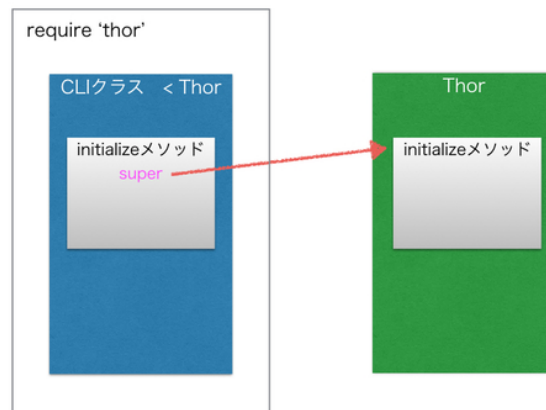 require ‘thor’
CLIクラス < Thor
initializeメソッド
super
Thor
initializeメソッド